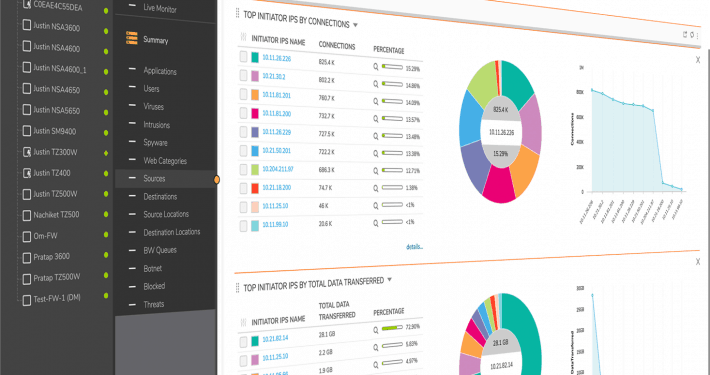 C0EAE4C55DEA
Justin NSA3600
Justin NSA4600
Justin NSA4600_1
Justin NSA4650
Justin NSA5650
Justin SM9400
Justin TZ300W
Justin TZ400
Justin TZ500W
Nachiket TZ500
Om-FW
Pratap 3600
Pratap TZ500W
Test-FW-1 (DM)
Live Monitor
Summary
Applications
Users
Viruses
Intrusions
Spyware
Web Categories
Sources
Destinations
Source Locations
Destination Locations
BW Queues
Botnet
Blocked
Threats
TOP INITIATOR IPS BY CONNECTIONS
INITIATOR IPS NAME CONNECTIONS PERCENTAGE
10.11.26.226 825.4 K 15.29%
10.21.30.2 802.2 K 14.86%
10.11.81.201 760.7 K 14.09%
10.11.81.200 732.7 K 13.57%
10.11.26.229 727.5 K 13.48%
10.21.50.201 722.2 K 13.38%
10.204.211.97 686.3 K 12.71%
10.21.18.200 74.7 K 1.38%
10.11.25.10 46 K <1%
10.11.99.10 20.6 K <1%
details...
825.4 K
10.11.26.226
15.29%
X
Connections
TOP INITIATOR IPS BY TOTAL DATA TRANSFERRED
INITIATOR IPS NAME TOTAL DATA TRANSFERRED PERCENTAGE
10.21.82.14 28.1 GB 72.90%
10.11.25.10 2.2 GB 5.83%
1.9 GB 4.97%
28.1 GB
10.21.82.14
X
DataTransferred